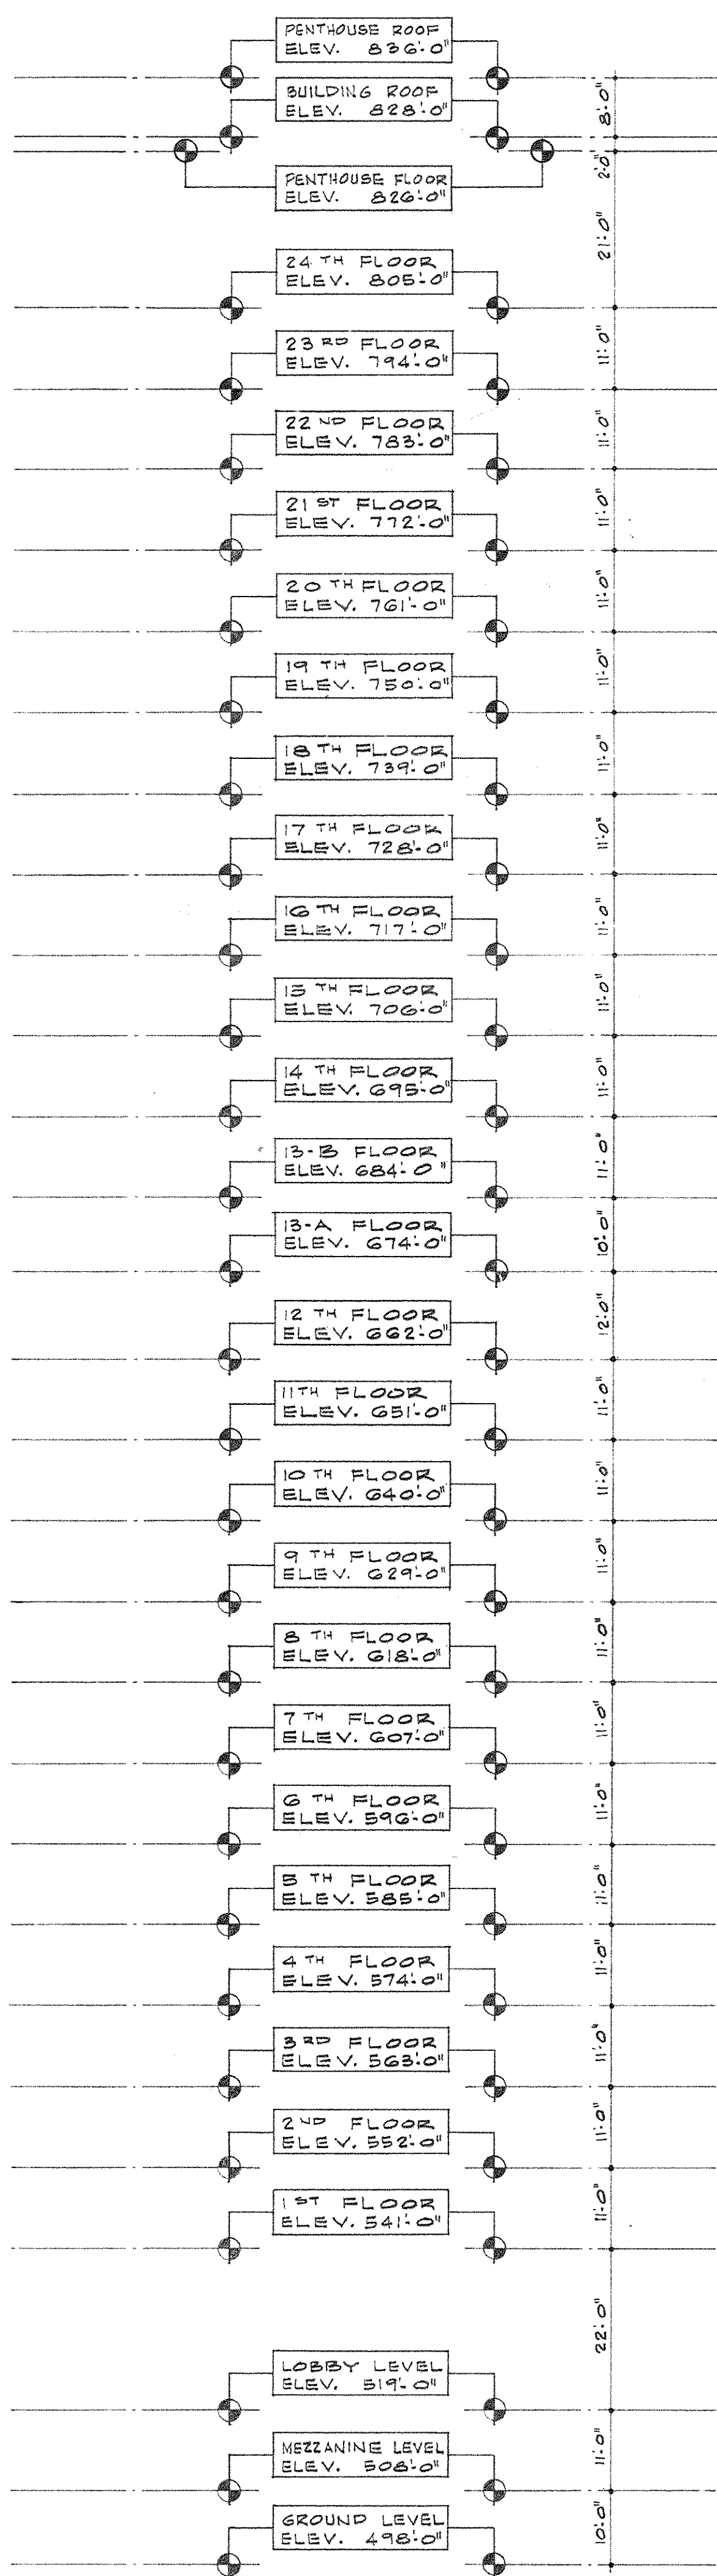 PENTHOUSE ROOF
ELEV. 836'-0"
8'-0"
BUILDING ROOF
ELEV. 828'-0"
2'-0"
PENTHOUSE FLOOR
ELEV. 826'-0"
21'-0"
24 TH FLOOR
ELEV. 805'-0"
11'-0"
23 RD FLOOR
ELEV. 794'-0"
11'-0"
22 ND FLOOR
ELEV. 783'-0"
11'-0"
21 ST FLOOR
ELEV. 772'-0"
11'-0"
20 TH FLOOR
ELEV. 761'-0"
11'-0"
19 TH FLOOR
ELEV. 750'-0"
11'-0"
18 TH FLOOR
ELEV. 739'-0"
11'-0"
17 TH FLOOR
ELEV. 728'-0"
11'-0"
16 TH FLOOR
ELEV. 717'-0"
11'-0"
15 TH FLOOR
ELEV. 706'-0"
11'-0"
14 TH FLOOR
ELEV. 695'-0"
11'-0"
13-B FLOOR
ELEV. 684'-0"
11'-0"
13-A FLOOR
ELEV. 674'-0"
10'-0"
12 TH FLOOR
ELEV. 662'-0"
12'-0"
11TH FLOOR
ELEV. 651'-0"
11'-0"
10 TH FLOOR
ELEV. 640'-0"
11'-0"
9 TH FLOOR
ELEV. 629'-0"
11'-0"
8 TH FLOOR
ELEV. 618'-0"
11'-0"
7 TH FLOOR
ELEV. 607'-0"
11'-0"
6 TH FLOOR
ELEV. 596'-0"
11'-0"
5 TH FLOOR
ELEV. 585'-0"
11'-0"
4 TH FLOOR
ELEV. 574'-0"
11'-0"
3 RD FLOOR
ELEV. 563'-0"
11'-0"
2 ND FLOOR
ELEV. 552'-0"
11'-0"
1 ST FLOOR
ELEV. 541'-0"
11'-0"
22'-0"
LOBBY LEVEL
ELEV. 519'-0"
MEZZANINE LEVEL
ELEV. 508'-0"
11'-0"
GROUND LEVEL
ELEV. 498'-0"
10'-0"